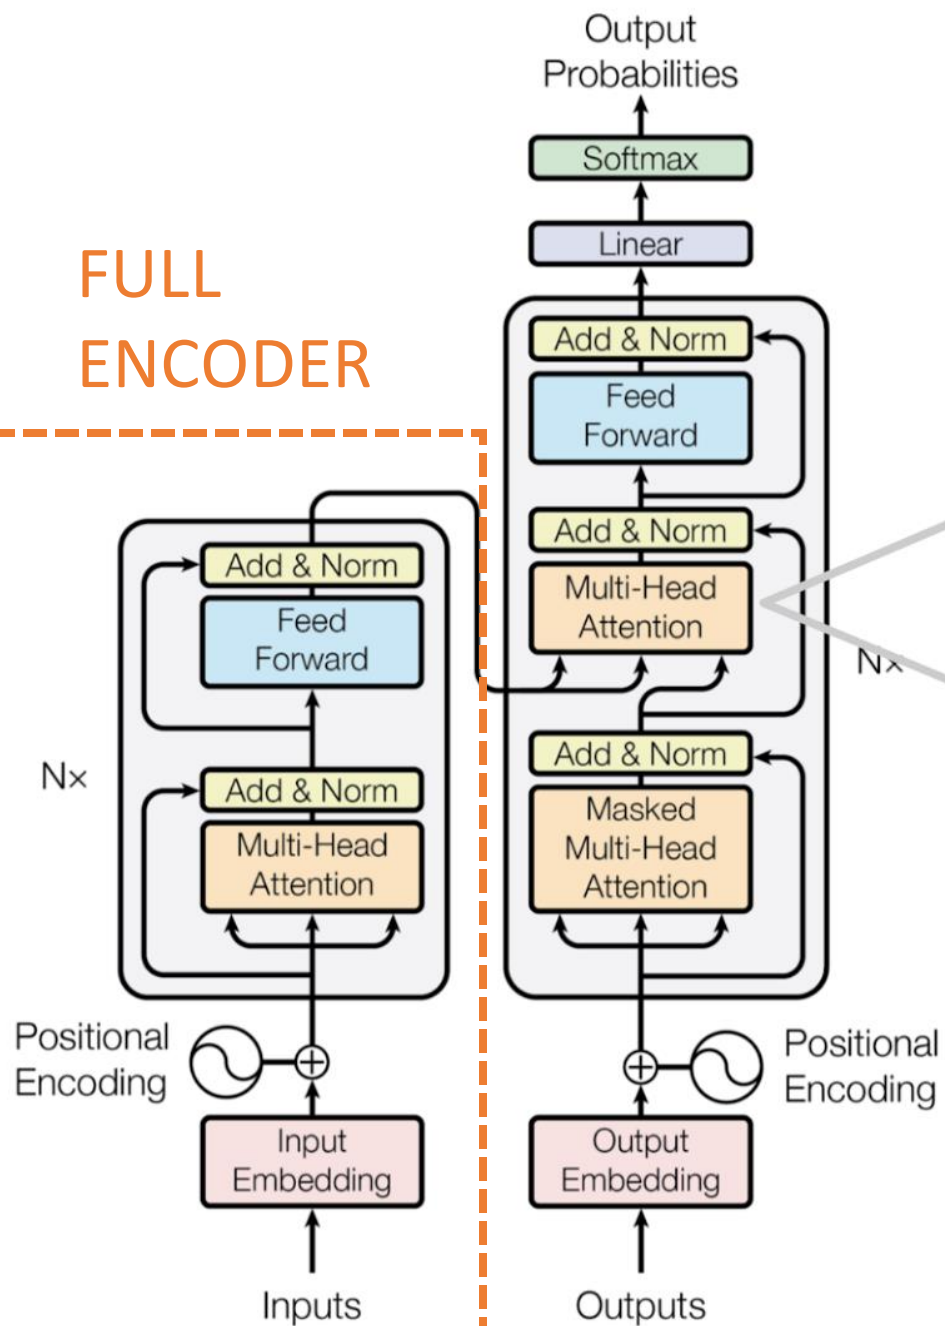 Output
Probabilities
Softmax
Linear
FULL
ENCODER
Add & Norm
Feed
Forward
Add & Norm
Multi-Head
Attention
Nx
Add & Norm
Masked
Multi-Head
Attention
Add & Norm
Feed
Forward
Nx
Add & Norm
Multi-Head
Attention
Positional
Encoding
Input
Embedding
Inputs
Positional
Encoding
Output
Embedding
Outputs